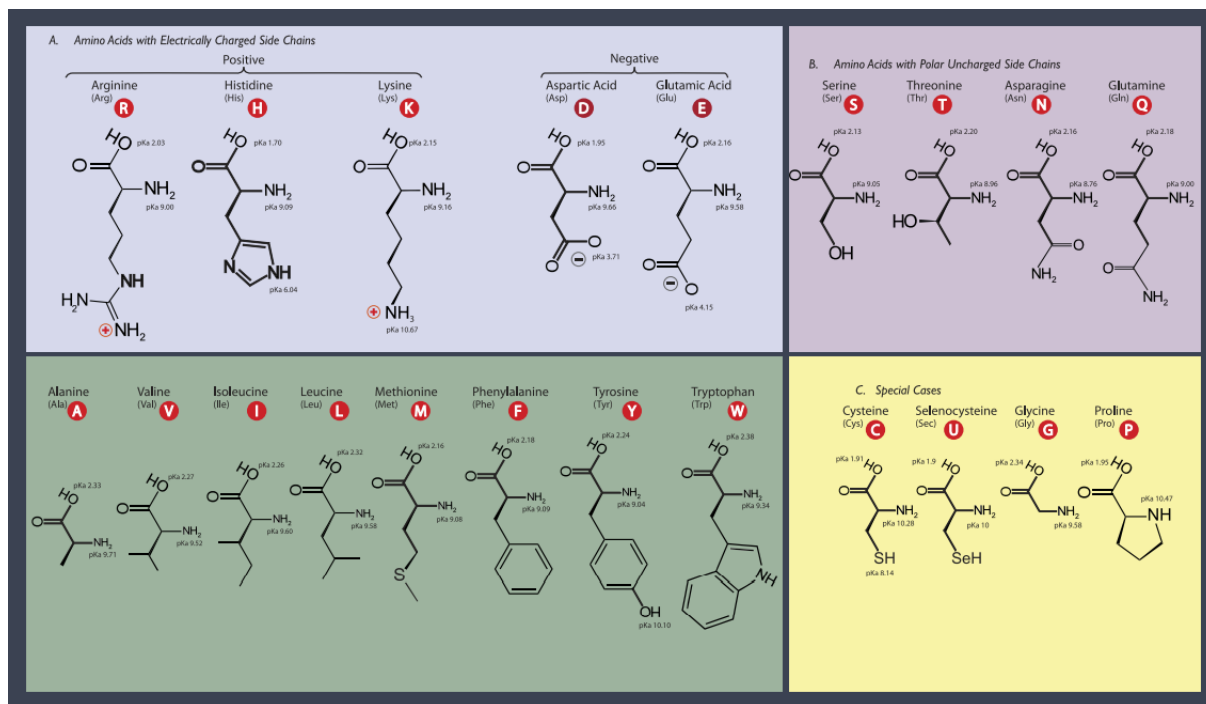 A. Amino Acids with Electrically Charged Side Chains
Positive
Negative
Arginine
(Arg) R
HO pKa 2.03
O
NH₂
pKa 9.00
NH
H₂N
⊕ NH₂
Histidine
(His) H
HO pKa 1.70
O
NH₂
pKa 9.09
N
NH
pKa 6.04
Lysine
(Lys) K
HO pKa 2.15
O
NH₂
pKa 9.16
⊕ NH₃
pKa 10.67
Aspartic Acid
(Asp) D
HO pKa 1.95
O
NH₂
pKa 9.66
O
O ⊖ pKa 3.71
Glutamic Acid
(Glu) E
HO pKa 2.16
O
NH₂
pKa 9.58
O
⊖ O
pKa 4.15
B. Amino Acids with Polar Uncharged Side Chains
Serine
(Ser) S
pKa 2.13
HO
O
pKa 9.05
NH₂
OH
Threonine
(Thr) T
pKa 2.20
HO
O
pKa 8.96
NH₂
HO
Asparagine
(Asn) N
pKa 2.16
HO
O
pKa 8.76
NH₂
O
NH₂
Glutamine
(Gln) Q
pKa 2.18
HO
O
pKa 9.00
NH₂
O
NH₂
Alanine
(Ala) A
pKa 2.33
HO
O
NH₂
pKa 9.71
Valine
(Val) V
pKa 2.27
HO
O
NH₂
pKa 9.52
Isoleucine
(Ile) I
pKa 2.26
HO
O
NH₂
pKa 9.60
Leucine
(Leu) L
pKa 2.32
HO
O
NH₂
pKa 9.58
Methionine
(Met) M
pKa 2.16
HO
O
NH₂
pKa 9.08
S
Phenylalanine
(Phe) F
pKa 2.18
HO
O
NH₂
pKa 9.09
Tyrosine
(Tyr) Y
pKa 2.24
HO
O
NH₂
pKa 9.04
OH
pKa 10.10
Tryptophan
(Trp) W
pKa 2.38
HO
O
NH₂
pKa 9.34
NH
C. Special Cases
Cysteine
(Cys) C
pKa 1.91
HO
O
NH₂
pKa 10.28
SH
pKa 8.14
Selenocysteine
(Sec) U
pKa 1.9
HO
O
NH₂
pKa 10
SeH
Glycine
(Gly) G
pKa 2.34
HO
O
NH₂
pKa 9.58
Proline
(Pro) P
pKa 1.95
HO
O
pKa 10.47
NH